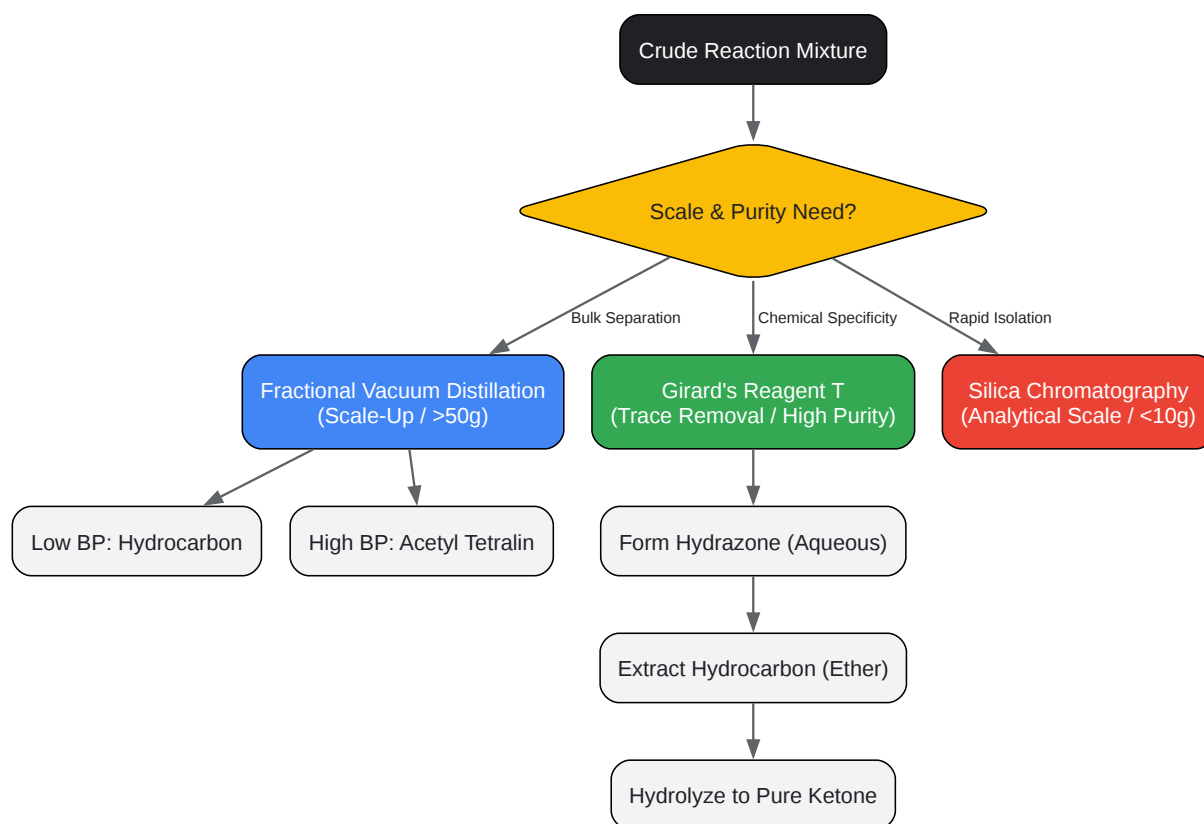 Crude Reaction Mixture
Scale & Purity Need?
Bulk Separation
Chemical Specificity
Rapid Isolation
Fractional Vacuum Distillation
(Scale-Up / >50g)
Girard's Reagent T
(Trace Removal / High Purity)
Silica Chromatography
(Analytical Scale / <10g)
Low BP: Hydrocarbon
High BP: Acetyl Tetralin
Form Hydrazone (Aqueous)
Extract Hydrocarbon (Ether)
Hydrolyze to Pure Ketone